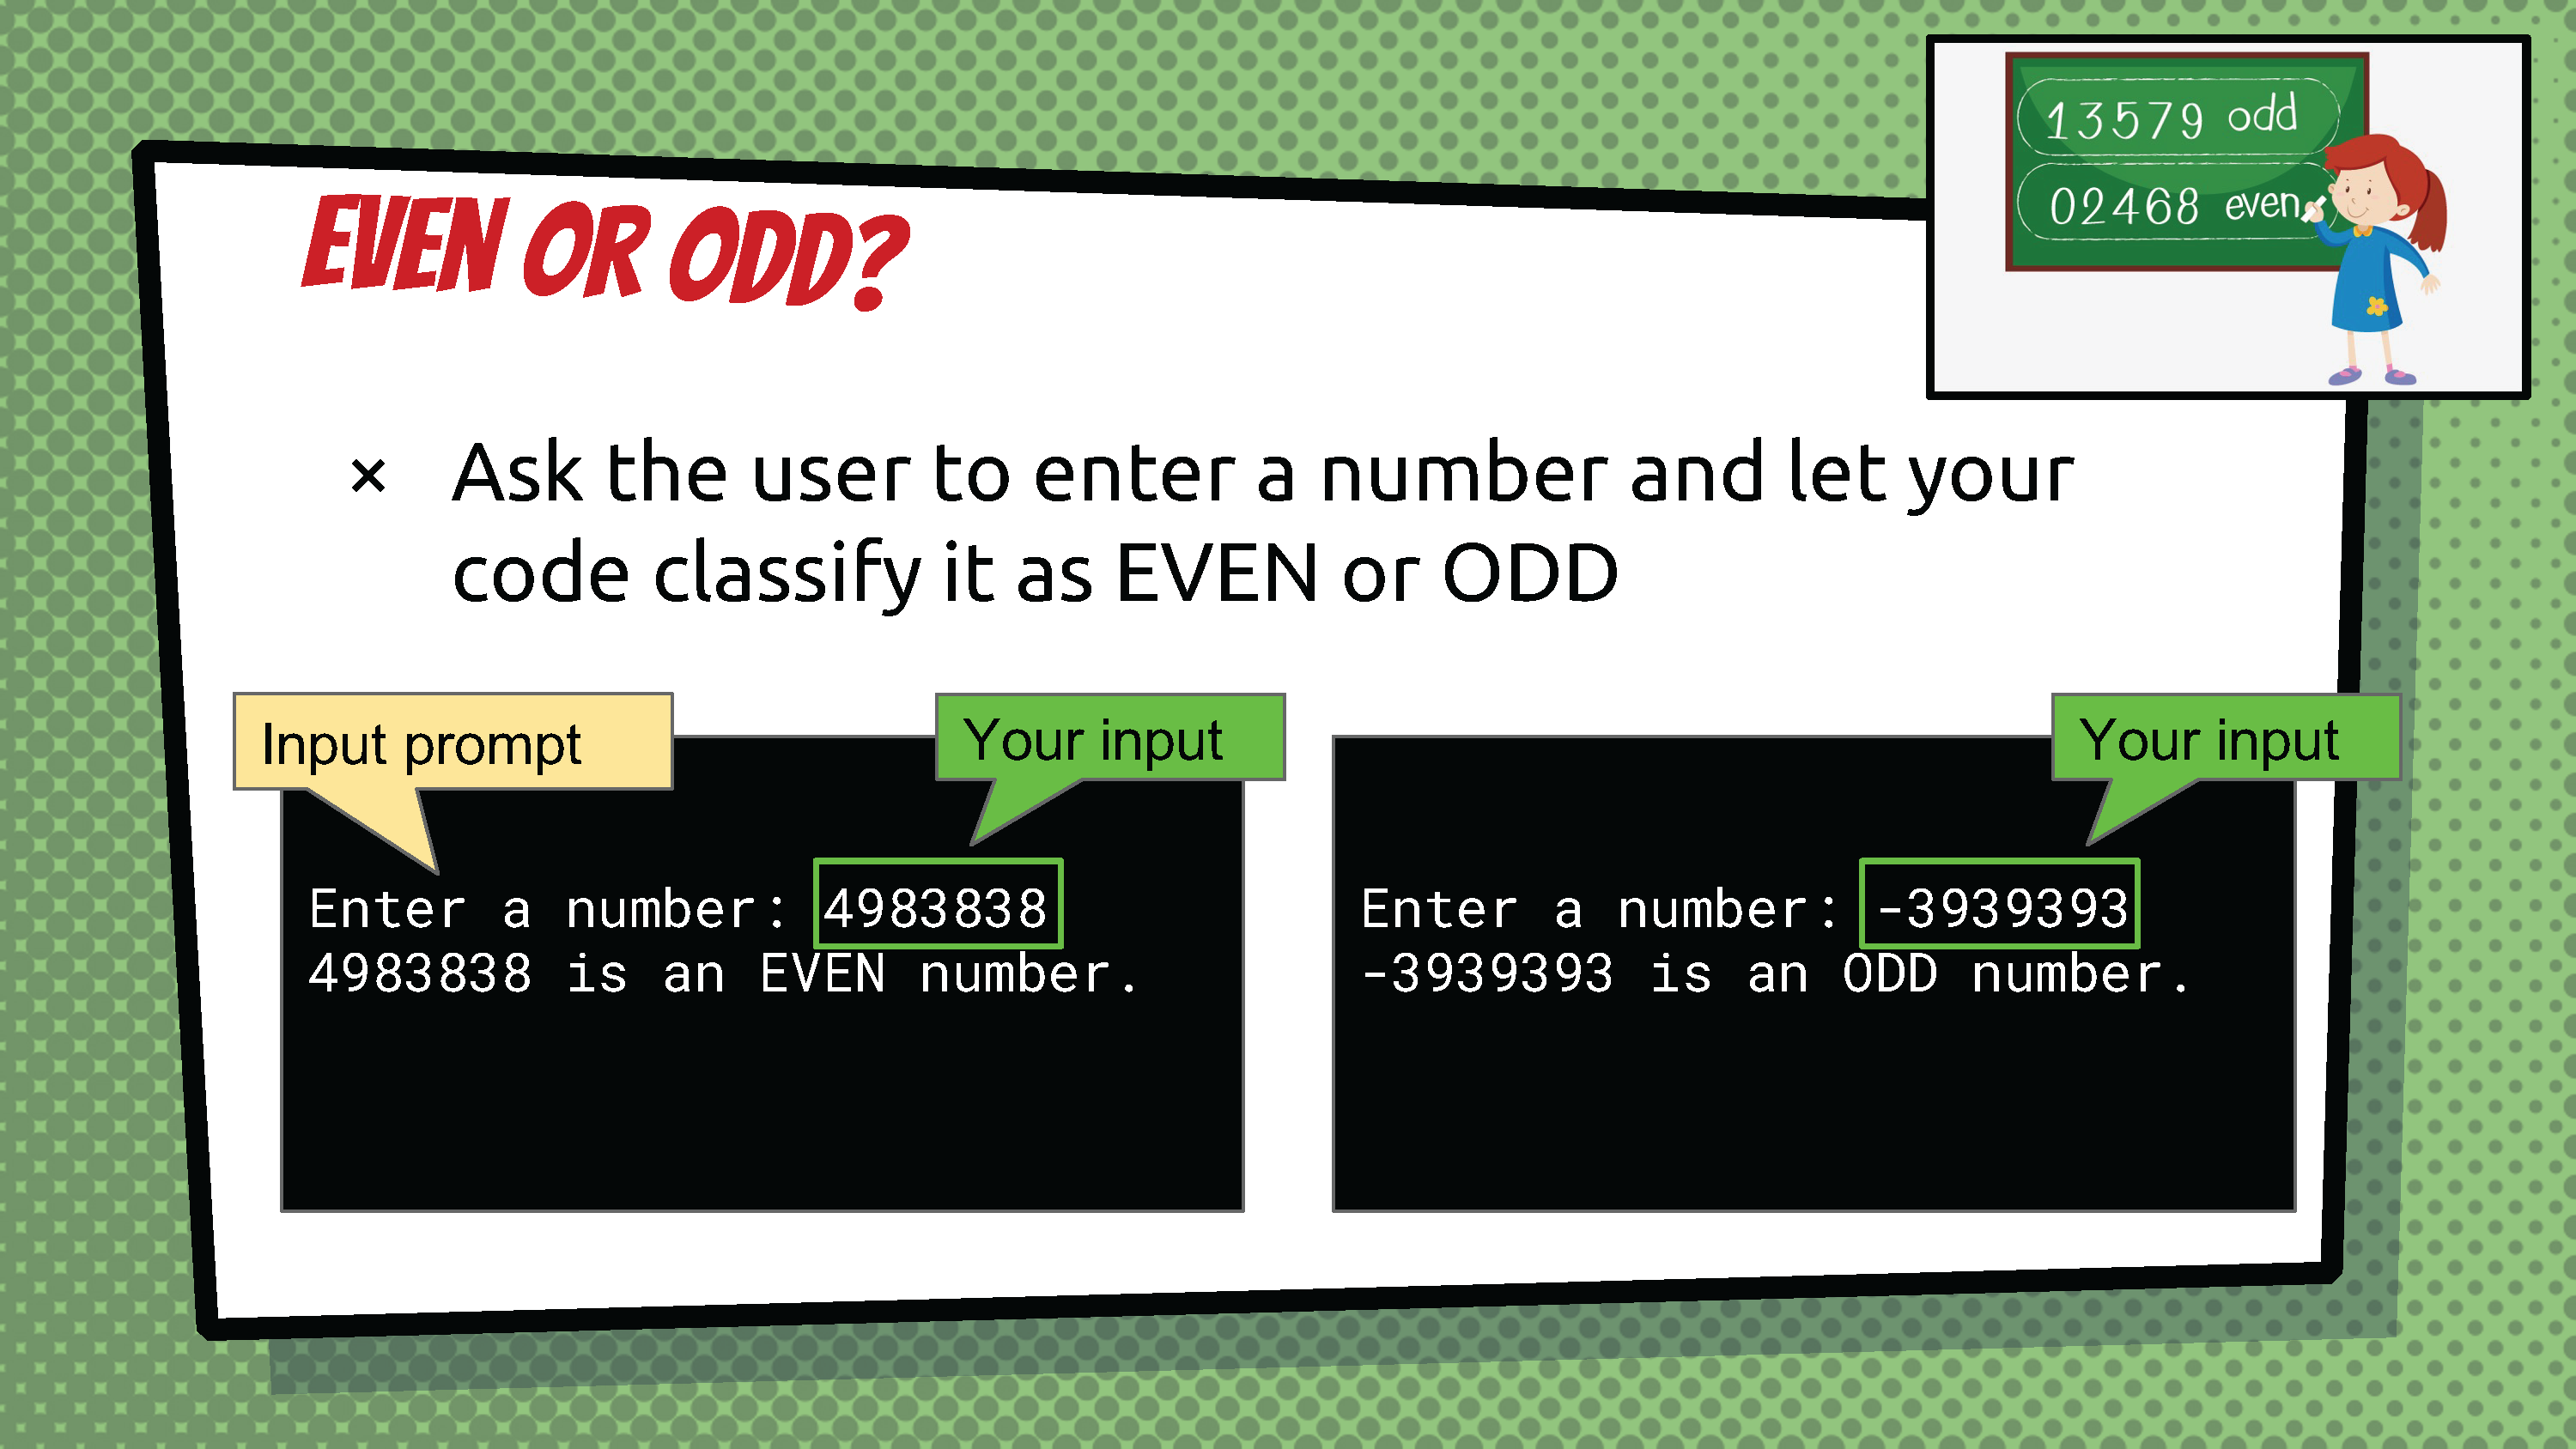 13579 odd
02468 even
EVEN OR ODD?
× Ask the user to enter a number and let your
code classify it as EVEN or ODD
Input prompt
Your input
Enter a number: 4983838
4983838 is an EVEN number.
Your input
Enter a number: -3939393
-3939393 is an ODD number.